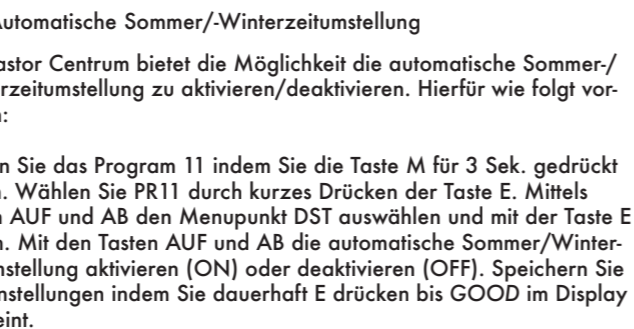 Automatische Sommer/-Winterzeitumstellung
astor Centrum bietet die Möglichkeit die automatische Sommer-/
erzeitumstellung zu aktivieren/deaktivieren. Hierfür wie folgt vor-
n:
n Sie das Program 11 indem Sie die Taste M für 3 Sek. gedrückt
n. Wählen Sie PR11 durch kurzes Drücken der Taste E. Mittels
n AUF und AB den Menupunkt DST auswählen und mit der Taste E
n. Mit den Tasten AUF und AB die automatische Sommer/Winter-
mstellung aktivieren (ON) oder deaktivieren (OFF). Speichern Sie
instellungen indem Sie dauerhaft E drücken bis GOOD im Display
eint.